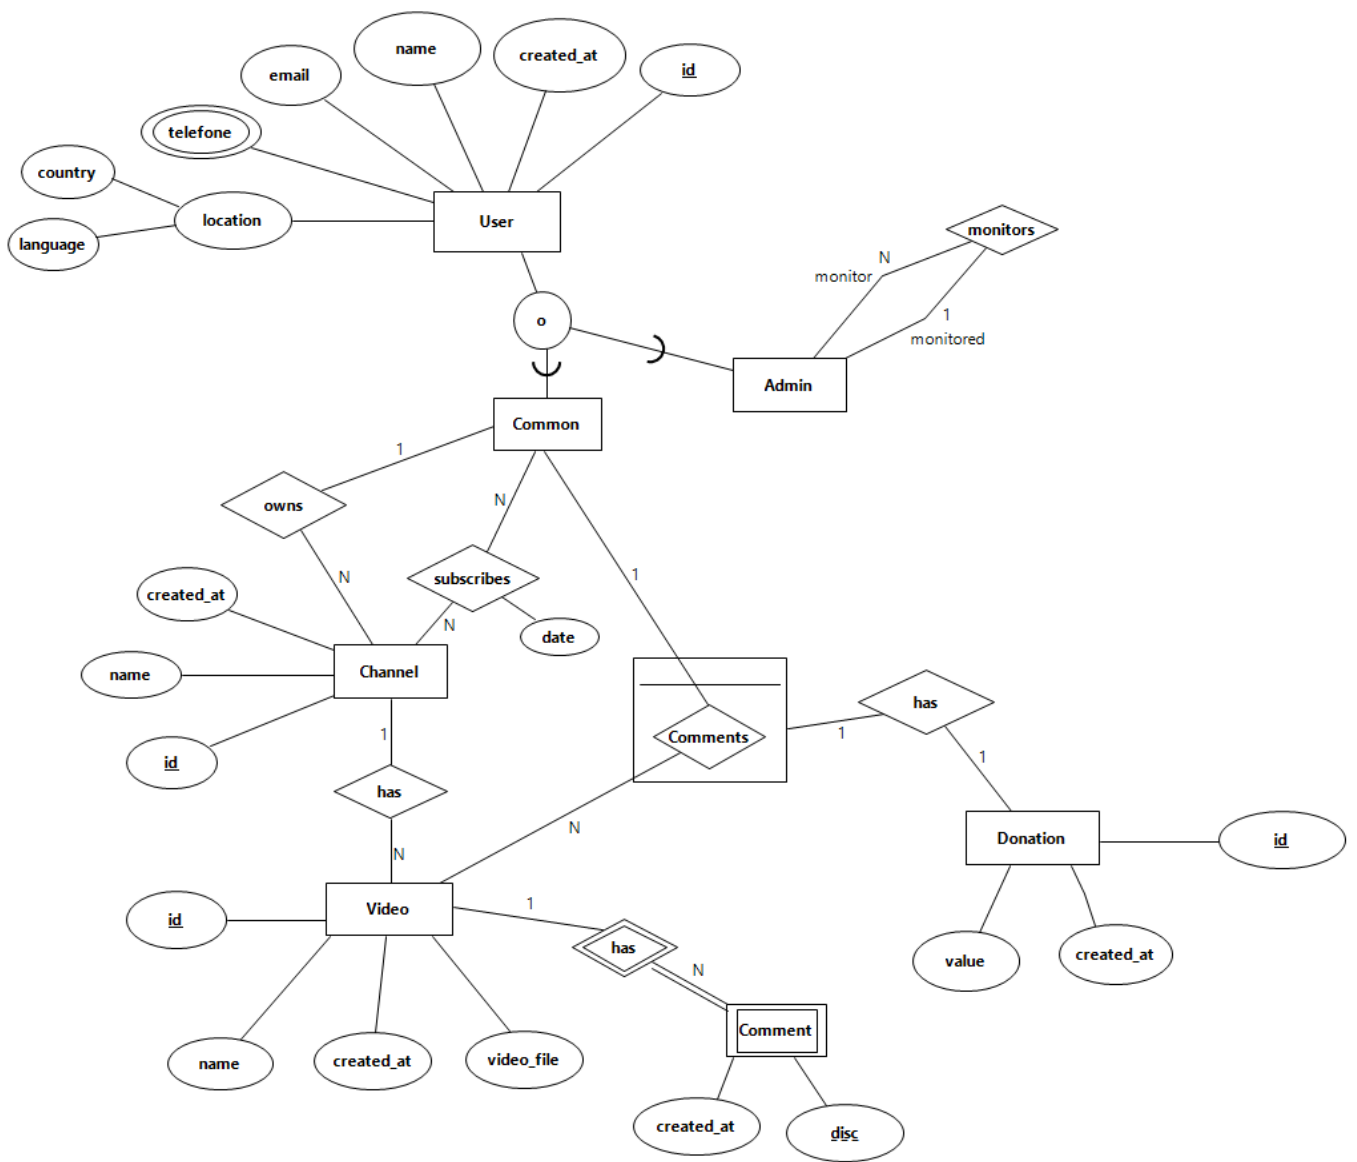 name
created_at
id
email
telefone
country
location
language
User
monitors
N
monitor
1
monitored
o
Admin
Common
1
owns
N
N
subscribes
N
date
1
created_at
name
Channel
id
1
has
N
Comments
1
has
1
N
Donation
id
value
created_at
id
Video
1
has
N
name
created_at
video_file
Comment
created_at
disc